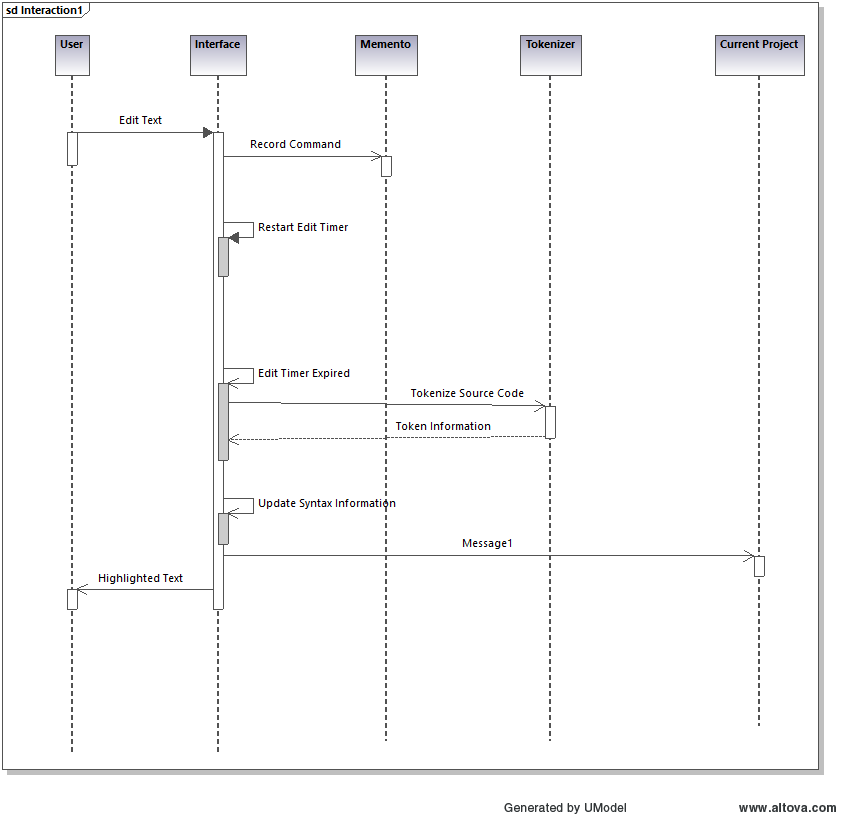 sd Interaction1
User
Interface
Memento
Tokenizer
Current Project
Edit Text
Record Command
Restart Edit Timer
Edit Timer Expired
Tokenize Source Code
Token Information
Update Syntax Information
Message1
Highlighted Text
Generated by UModel
www.altova.com